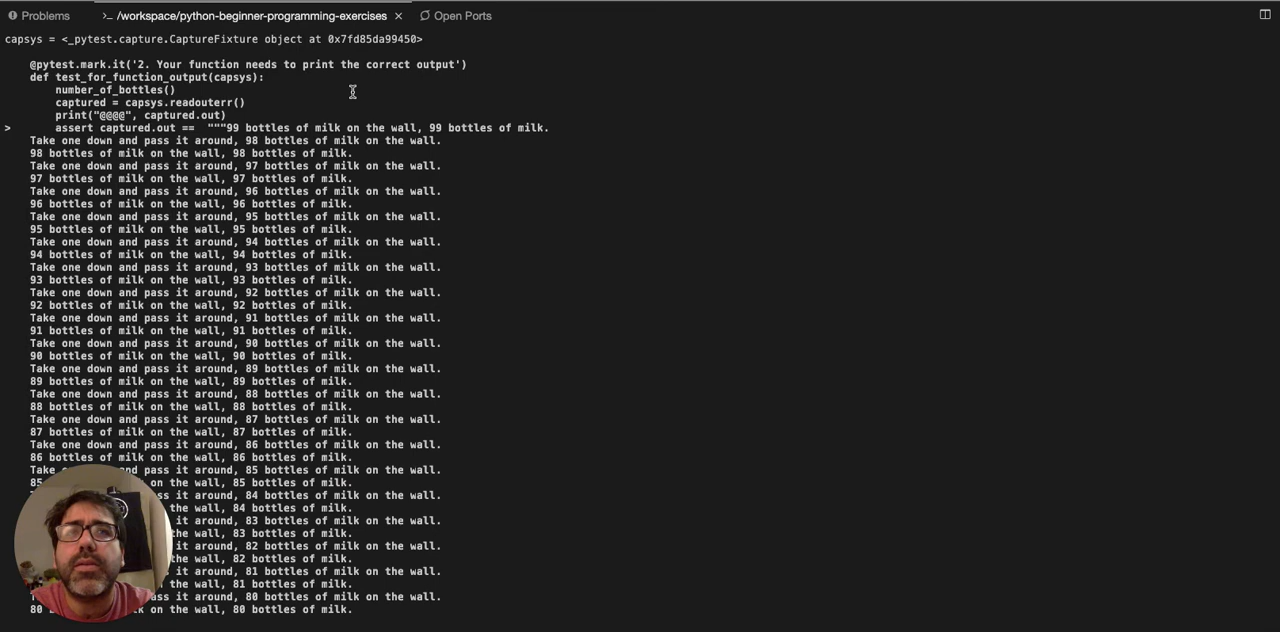 Problems
/workspace/python-beginner-programming-exercises
Open Ports
capsys = <_pytest.capture.CaptureFixture object at 0x7fd85da99450>
@pytest.mark.it('2. Your function needs to print the correct output')
def test_for_function_output(capsys):
number_of_bottles()
captured = capsys.readouterr()
print("@@@@", captured.out)
> assert captured.out == """99 bottles of milk on the wall, 99 bottles of milk.
Take one down and pass it around, 98 bottles of milk on the wall.
98 bottles of milk on the wall, 98 bottles of milk.
Take one down and pass it around, 97 bottles of milk on the wall.
97 bottles of milk on the wall, 97 bottles of milk.
Take one down and pass it around, 96 bottles of milk on the wall.
96 bottles of milk on the wall, 96 bottles of milk.
Take one down and pass it around, 95 bottles of milk on the wall.
95 bottles of milk on the wall, 95 bottles of milk.
Take one down and pass it around, 94 bottles of milk on the wall.
94 bottles of milk on the wall, 94 bottles of milk.
Take one down and pass it around, 93 bottles of milk on the wall.
93 bottles of milk on the wall, 93 bottles of milk.
Take one down and pass it around, 92 bottles of milk on the wall.
92 bottles of milk on the wall, 92 bottles of milk.
Take one down and pass it around, 91 bottles of milk on the wall.
91 bottles of milk on the wall, 91 bottles of milk.
Take one down and pass it around, 90 bottles of milk on the wall.
90 bottles of milk on the wall, 90 bottles of milk.
Take one down and pass it around, 89 bottles of milk on the wall.
89 bottles of milk on the wall, 89 bottles of milk.
Take one down and pass it around, 88 bottles of milk on the wall.
88 bottles of milk on the wall, 88 bottles of milk.
Take one down and pass it around, 87 bottles of milk on the wall.
87 bottles of milk on the wall, 87 bottles of milk.
Take one down and pass it around, 86 bottles of milk on the wall.
86 bottles of milk on the wall, 86 bottles of milk.
Take pass it around, 85 bottles of milk on the wall.
85 the wall, 85 bottles of milk.
it around, 84 bottles of milk on the wall.
the wall, 84 bottles of milk.
it around, 83 bottles of milk on the wall.
the wall, 83 bottles of milk.
it around, 82 bottles of milk on the wall.
the wall, 82 bottles of milk.
it around, 81 bottles of milk on the wall.
the wall, 81 bottles of milk.
it around, 80 bottles of milk on the wall.
80 on the wall, 80 bottles of milk.